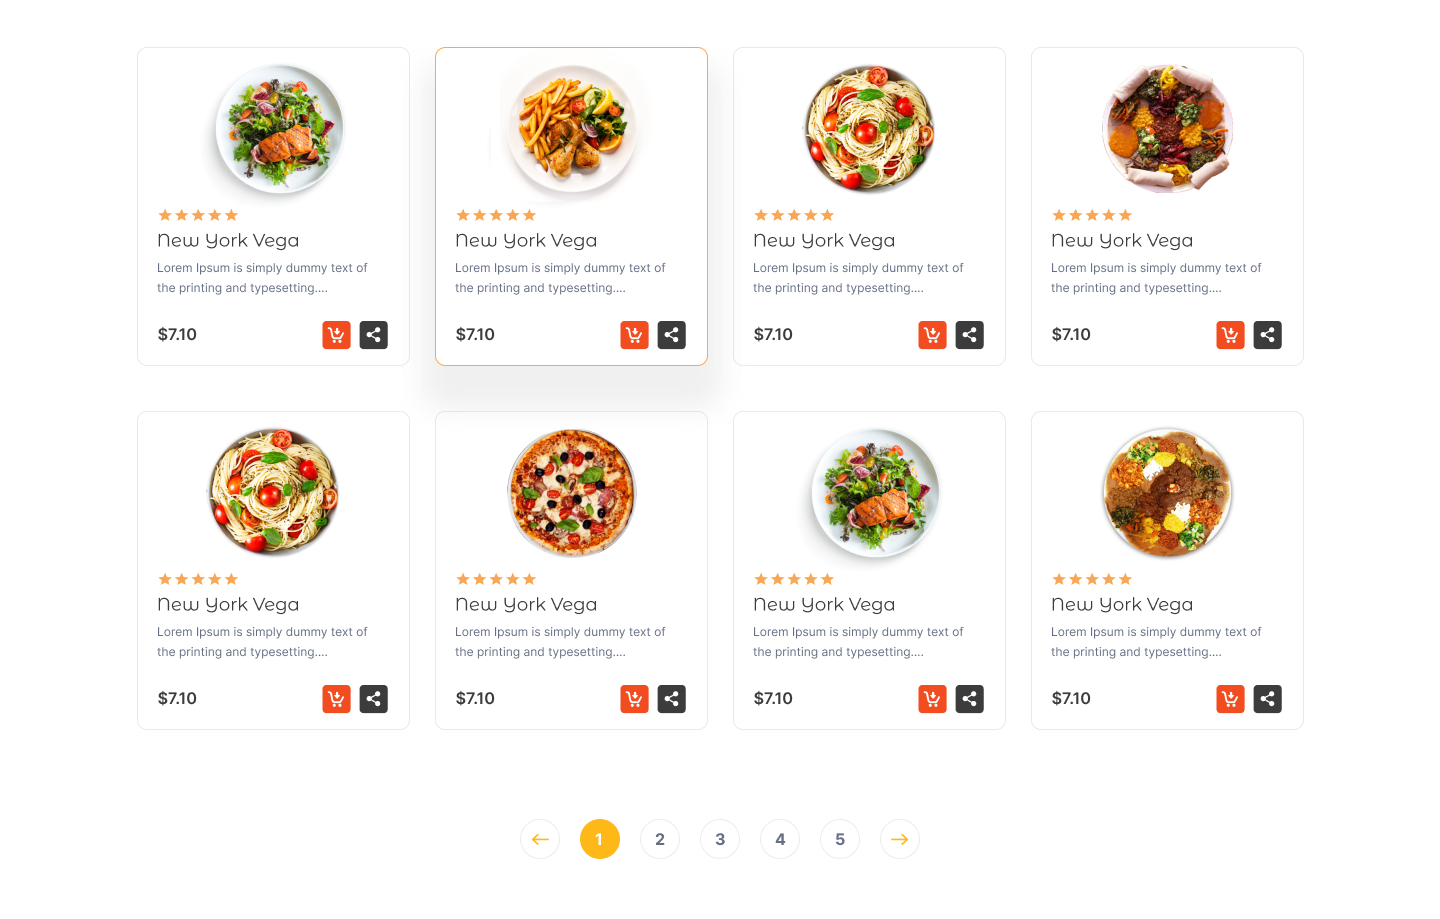 New York Vega
Lorem Ipsum is simply dummy text of
the printing and typesetting....
$7.10
New York Vega
Lorem Ipsum is simply dummy text of
the printing and typesetting....
$7.10
New York Vega
Lorem Ipsum is simply dummy text of
the printing and typesetting....
$7.10
New York Vega
Lorem Ipsum is simply dummy text of
the printing and typesetting....
$7.10
New York Vega
Lorem Ipsum is simply dummy text of
the printing and typesetting....
$7.10
New York Vega
Lorem Ipsum is simply dummy text of
the printing and typesetting....
$7.10
New York Vega
Lorem Ipsum is simply dummy text of
the printing and typesetting....
$7.10
New York Vega
Lorem Ipsum is simply dummy text of
the printing and typesetting....
$7.10
1 2 3 4 5